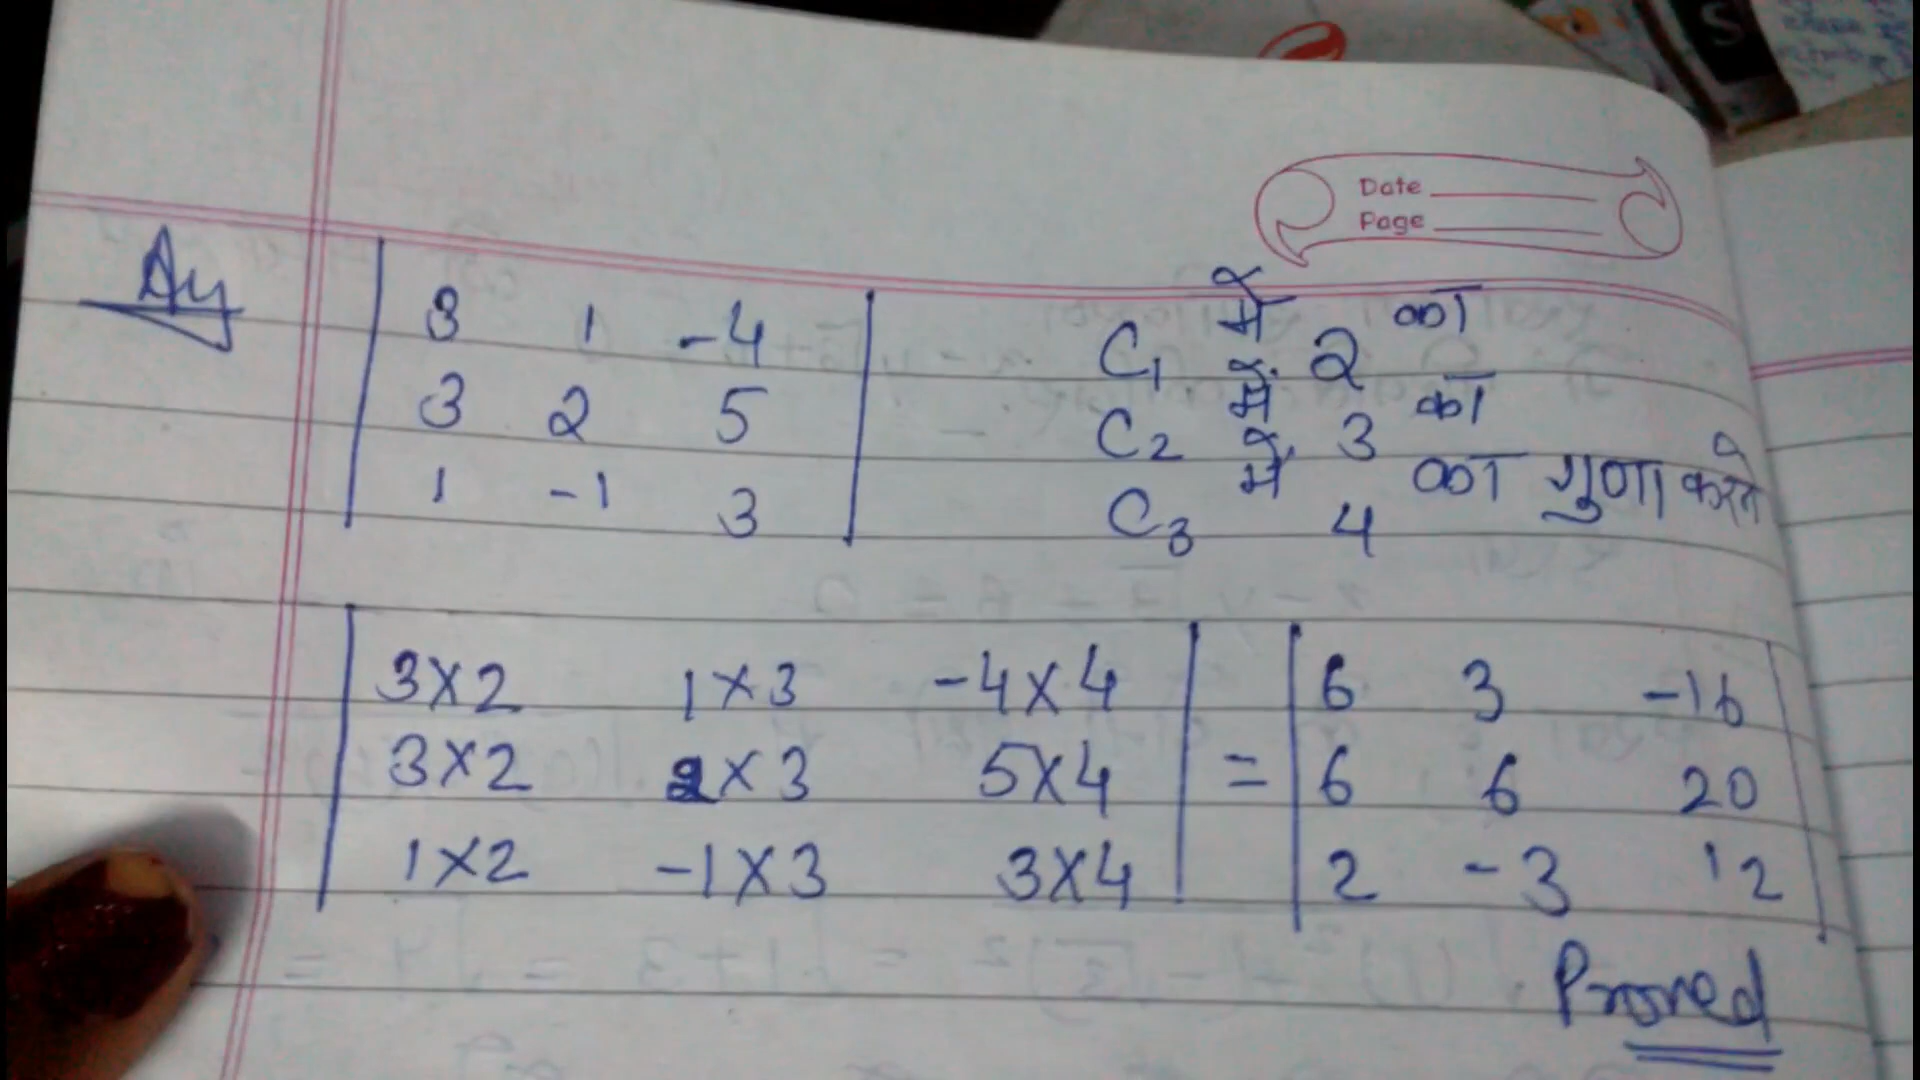 Date
Page
3 1 -4 C1 में 2 का
3 2 5 C2 में 3 का
1 -1 3 C3 में 4 का गुणा करने
3×2 1×3 -4×4 6 3 -16
3×2 2×3 5×4 = 6 6 20
1×2 -1×3 3×4 2 -3 12
Proved